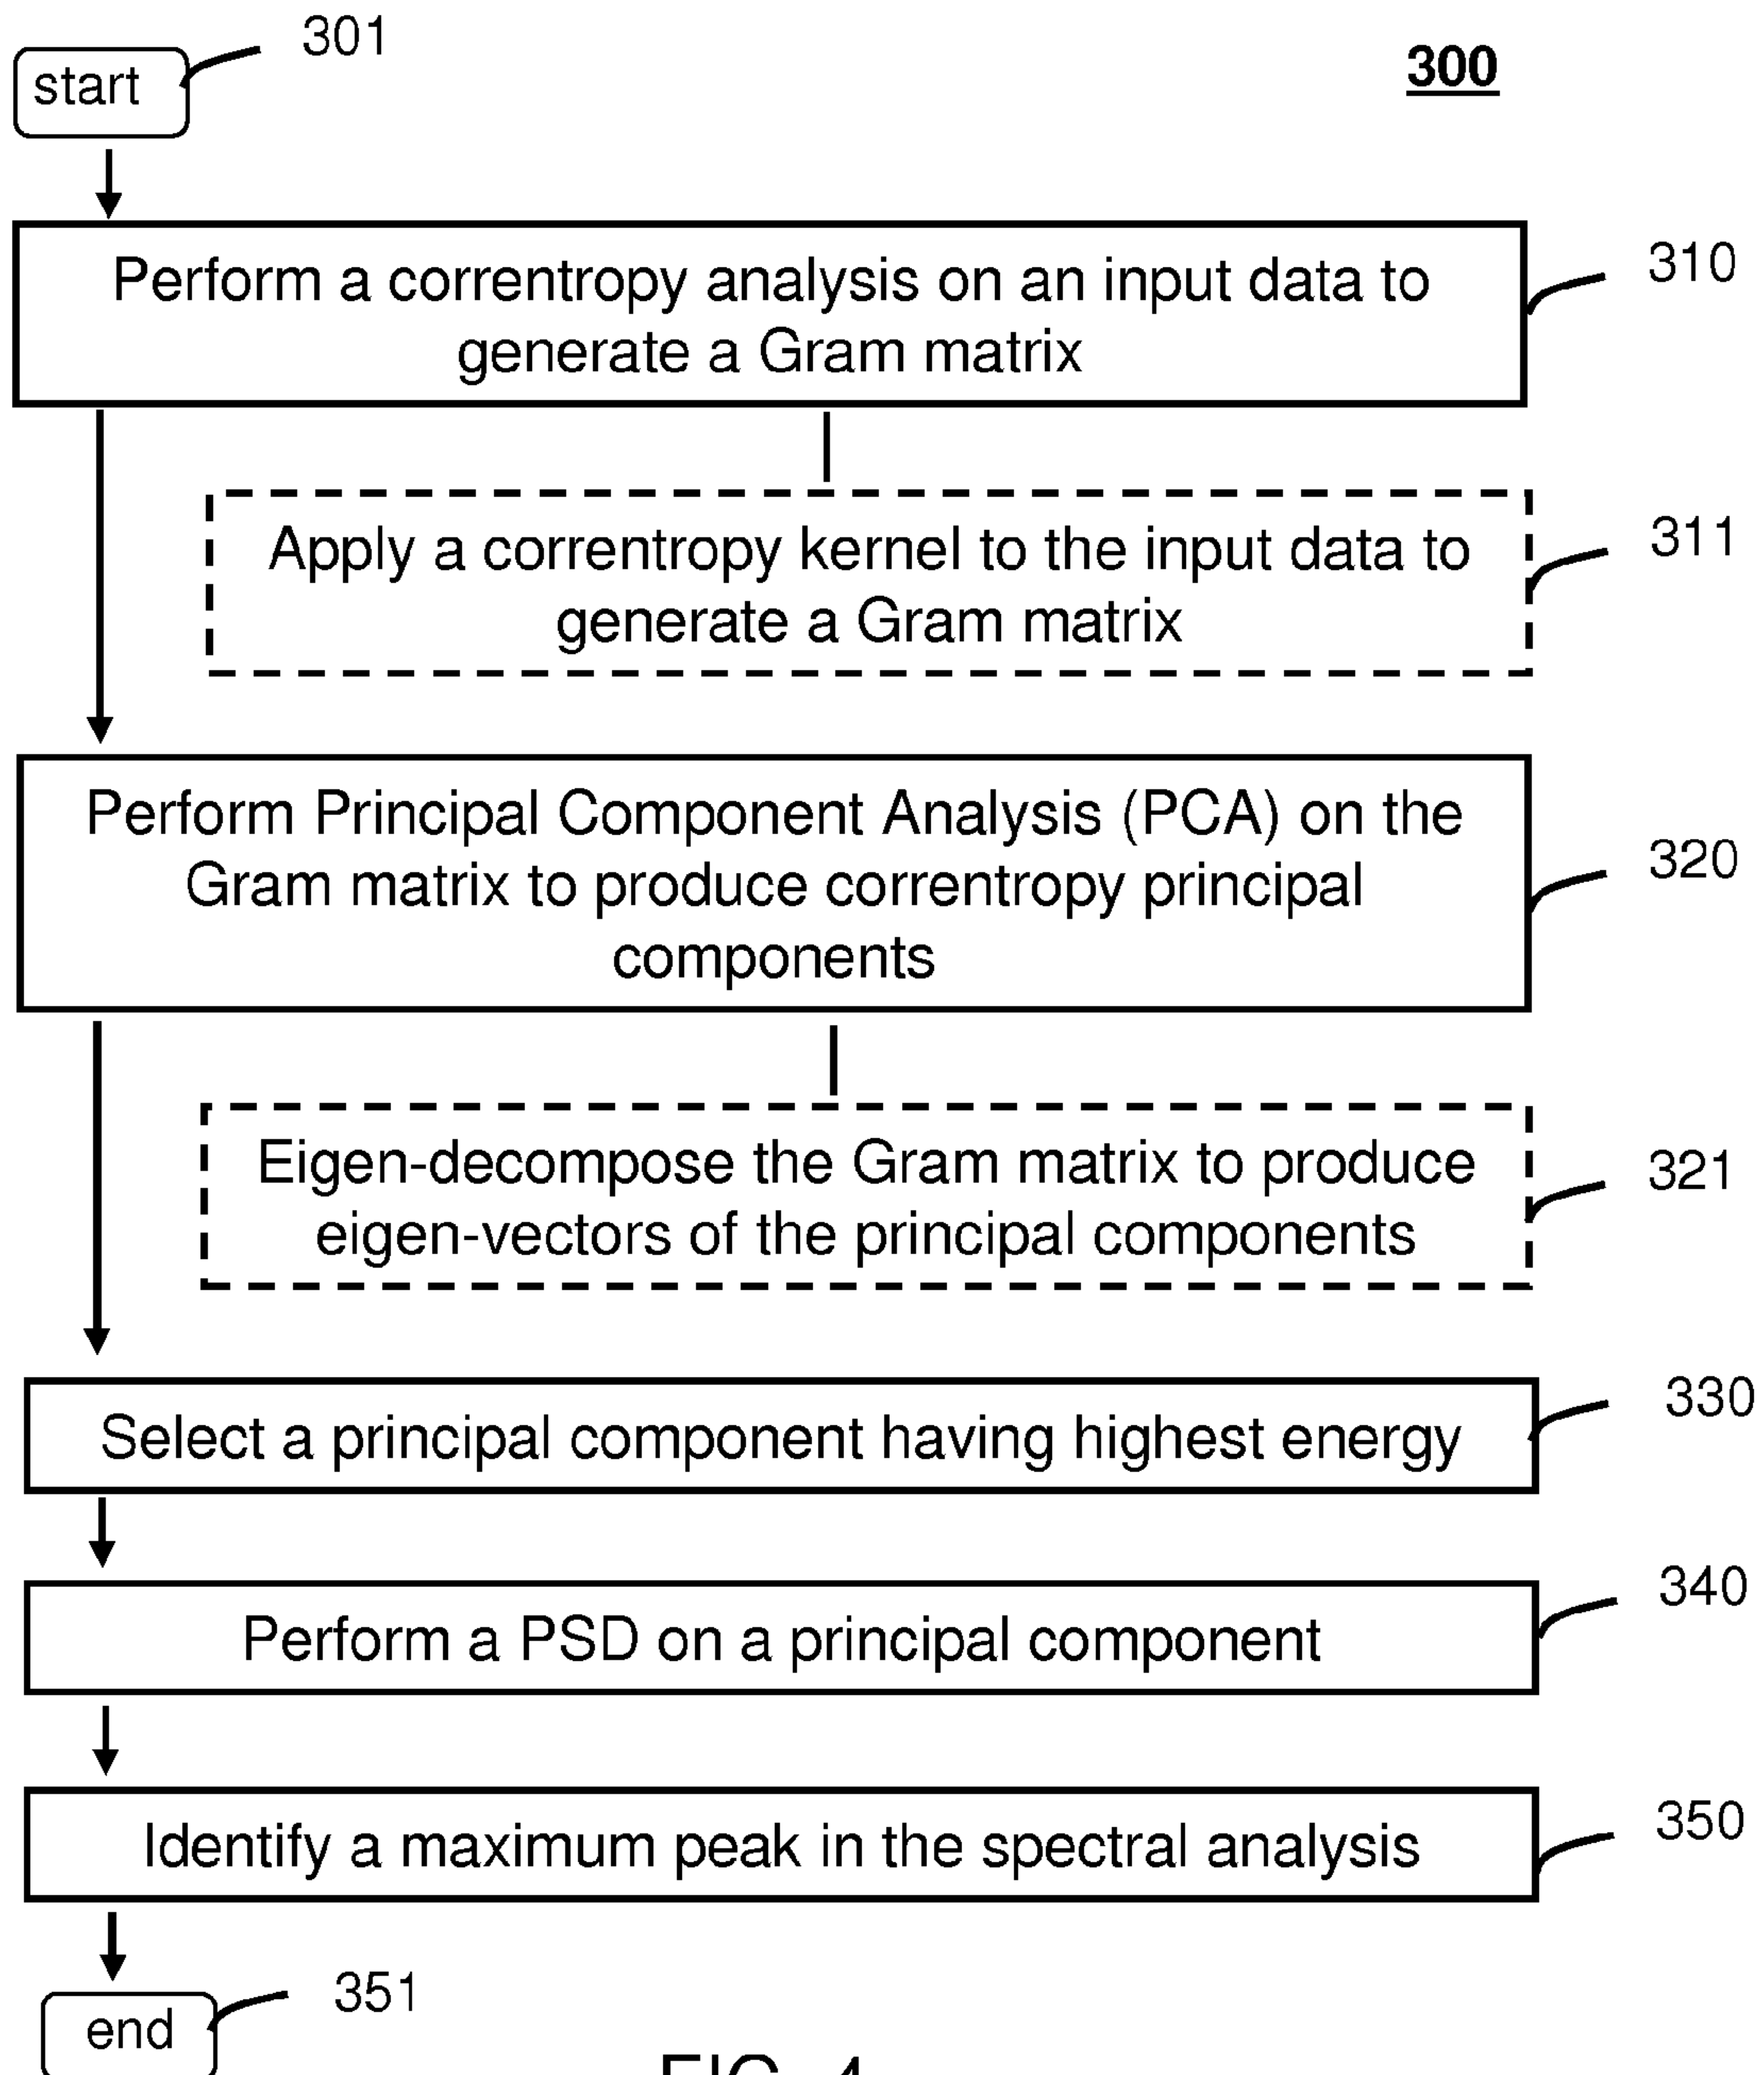 301
300
start
Perform a correntropy analysis on an input data to
generate a Gram matrix
310
Apply a correntropy kernel to the input data to
generate a Gram matrix
311
Perform Principal Component Analysis (PCA) on the
Gram matrix to produce correntropy principal
components
320
Eigen-decompose the Gram matrix to produce
eigen-vectors of the principal components
321
Select a principal component having highest energy
330
Perform a PSD on a principal component
340
Identify a maximum peak in the spectral analysis
350
end
351
FIG. 4